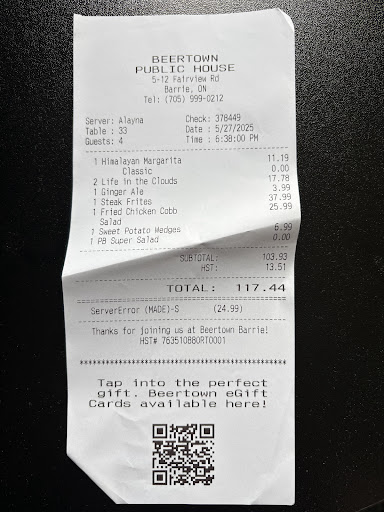 BEERTOWN
PUBLIC HOUSE
5-12 Fairview Rd
Barrie, ON
Tel: (705) 999-0212
Server: Alayna Check: 378449
Table : 33 Date : 5/27/2025
Guests: 4 Time : 6:38:00 PM
1 Himalayan Margarita 11.19
Classic 0.00
2 Life in the Clouds 17.78
1 Ginger Ale 3.99
1 Steak Frites 37.99
1 Fried Chicken Cobb 25.99
Salad
1 Sweet Potato Wedges 6.99
1 PB Super Salad 0.00
SUBTOTAL: 103.93
HST: 13.51
TOTAL: 117.44
ServerError (MADE)-S (24.99)
Thanks for joining us at Beertown Barrie!
HST# 763510880RT0001
******************************************
Tap into the perfect
gift. Beertown eGift
Cards available here!